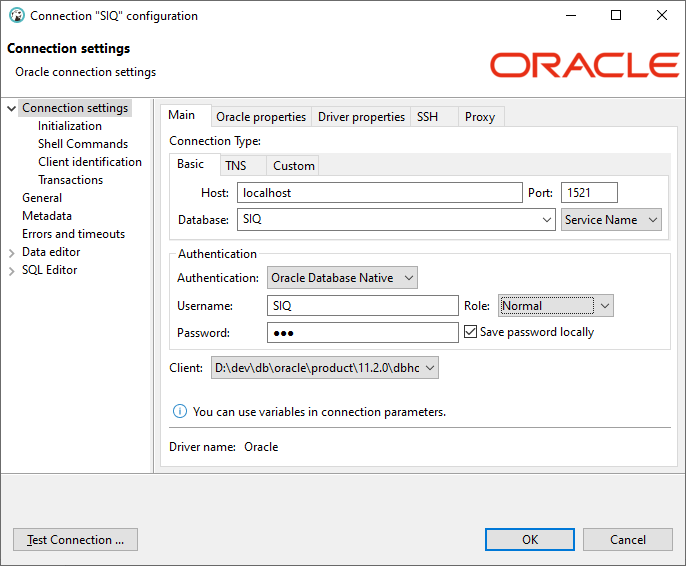 Connection "SIQ" configuration
Connection settings
Oracle connection settings
ORACLE
Connection settings
Initialization
Shell Commands
Client identification
Transactions
General
Metadata
Errors and timeouts
Data editor
SQL Editor
Main Oracle properties Driver properties SSH Proxy
Connection Type:
Basic TNS Custom
Host: localhost Port: 1521
Database: SIQ Service Name
Authentication
Authentication: Oracle Database Native
Username: SIQ Role: Normal
Password: ●●● Save password locally
Client: D:\dev\db\oracle\product\11.2.0\dbhc
You can use variables in connection parameters.
Driver name: Oracle
Test Connection ... OK Cancel